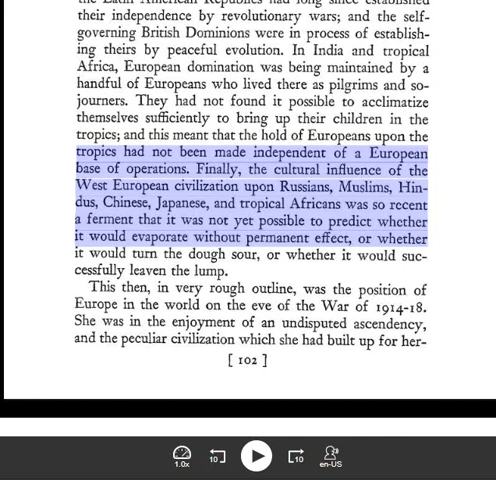 the Latin American Republics had long since established
their independence by revolutionary wars; and the self-
governing British Dominions were in process of establish-
ing theirs by peaceful evolution. In India and tropical
Africa, European domination was being maintained by a
handful of Europeans who lived there as pilgrims and so-
journers. They had not found it possible to acclimatize
themselves sufficiently to bring up their children in the
tropics; and this meant that the hold of Europeans upon the
tropics had not been made independent of a European
base of operations. Finally, the cultural influence of the
West European civilization upon Russians, Muslims, Hin-
dus, Chinese, Japanese, and tropical Africans was so recent
a ferment that it was not yet possible to predict whether
it would evaporate without permanent effect, or whether
it would turn the dough sour, or whether it would suc-
cessfully leaven the lump.
This then, in very rough outline, was the position of
Europe in the world on the eve of the War of 1914-18.
She was in the enjoyment of an undisputed ascendency,
and the peculiar civilization which she had built up for her-
[ 102 ]
1.0x 10 10 en-US